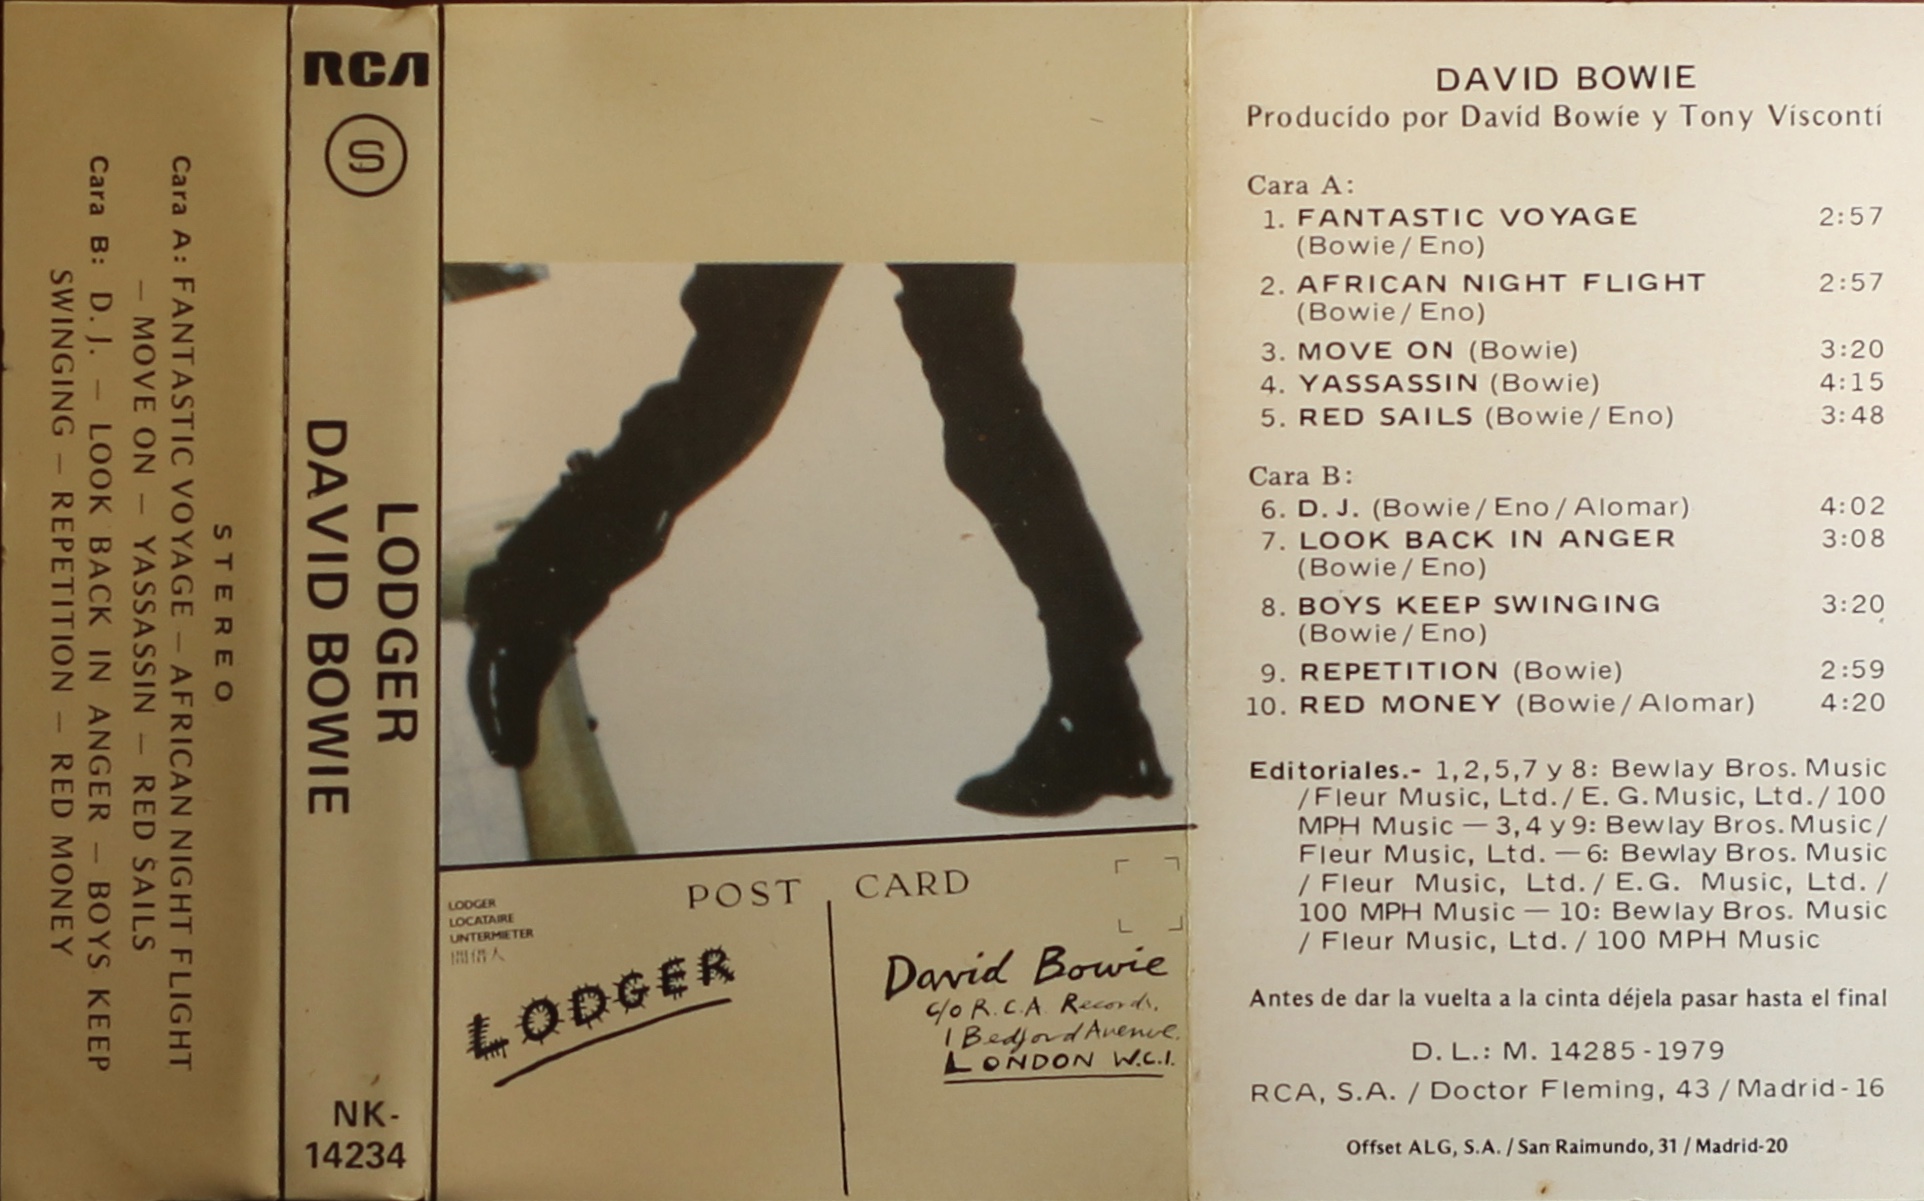 STEREO
Cara A: FANTASTIC VOYAGE — AFRICAN NIGHT FLIGHT
— MOVE ON — YASSASSIN — RED SAILS
Cara B: D. J. — LOOK BACK IN ANGER — BOYS KEEP
SWINGING — REPETITION — RED MONEY
RCA
S
LODGER
DAVID BOWIE
NK-
14234
POST CARD
LODGER
LOCATAIRE
UNTERMIETER
LODGER
David Bowie
c/o R.C.A. Records,
1 Bedford Avenue.
LONDON W.C.1.
DAVID BOWIE
Producido por David Bowie y Tony Visconti
Cara A:
1. FANTASTIC VOYAGE 2:57
(Bowie/Eno)
2. AFRICAN NIGHT FLIGHT 2:57
(Bowie/Eno)
3. MOVE ON (Bowie) 3:20
4. YASSASSIN (Bowie) 4:15
5. RED SAILS (Bowie/Eno) 3:48
Cara B:
6. D. J. (Bowie/Eno/Alomar) 4:02
7. LOOK BACK IN ANGER 3:08
(Bowie/Eno)
8. BOYS KEEP SWINGING 3:20
(Bowie/Eno)
9. REPETITION (Bowie) 2:59
10. RED MONEY (Bowie/Alomar) 4:20
Editoriales.- 1,2,5,7 y 8: Bewlay Bros. Music
/Fleur Music, Ltd./E. G. Music, Ltd./100
MPH Music — 3,4 y 9: Bewlay Bros. Music/
Fleur Music, Ltd. — 6: Bewlay Bros. Music
/ Fleur Music, Ltd./ E.G. Music, Ltd. /
100 MPH Music — 10: Bewlay Bros. Music
/ Fleur Music, Ltd. / 100 MPH Music
Antes de dar la vuelta a la cinta déjela pasar hasta el final
D. L.: M. 14285-1979
RCA, S.A. / Doctor Fleming, 43 / Madrid-16
Offset ALG, S.A. / San Raimundo, 31 / Madrid-20